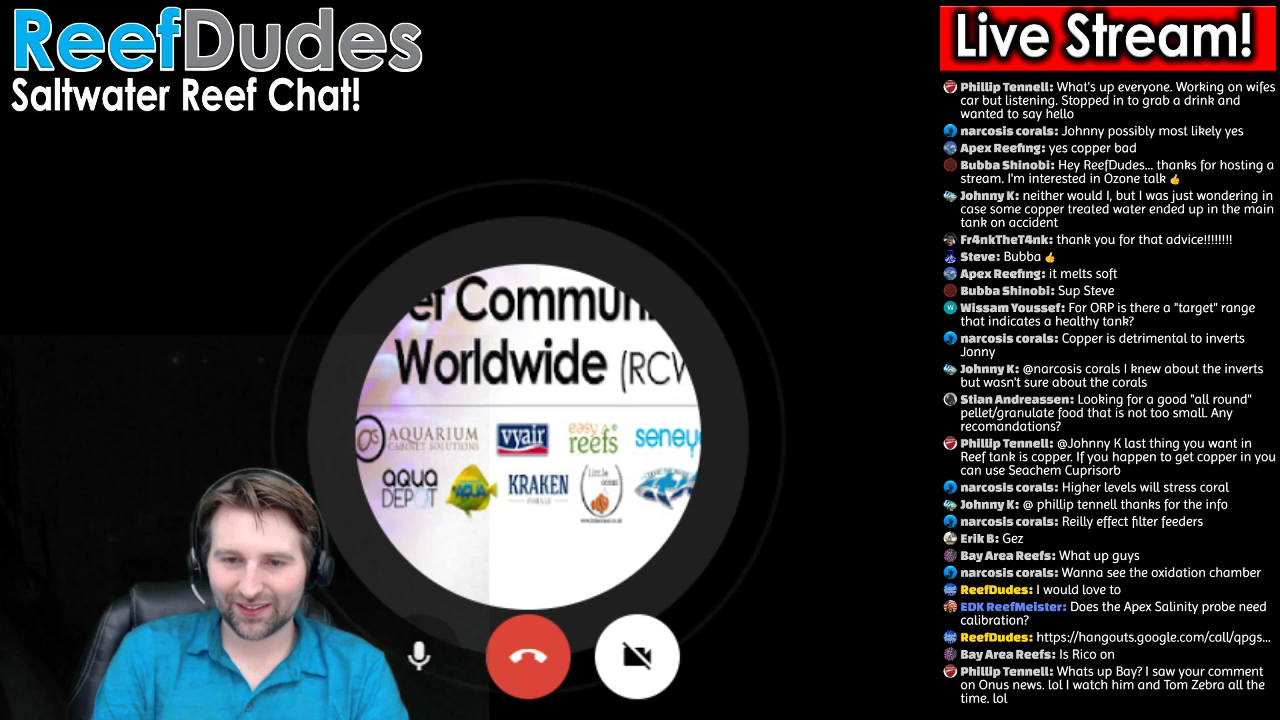 ReefDudes
Saltwater Reef Chat!
Live Stream!
Phillip Tennell: What's up everyone. Working on wifes
car but listening. Stopped in to grab a drink and
wanted to say hello
narcosis corals: Johnny possibly most likely yes
Apex Reefing: yes copper bad
Bubba Shinobi: Hey ReefDudes... thanks for hosting a
stream. I'm interested in Ozone talk 👍
Johnny K: neither would I, but I was just wondering in
case some copper treated water ended up in the main
tank on accident
Fr4nkTheT4nk: thank you for that advice!!!!!!!!
Steve: Bubba 👍
Apex Reefing: it melts soft
Bubba Shinobi: Sup Steve
W Wissam Youssef: For ORP is there a "target" range
that indicates a healthy tank?
narcosis corals: Copper is detrimental to inverts
Jonny
Johnny K: @narcosis corals I knew about the inverts
but wasn't sure about the corals
Stian Andreassen: Looking for a good "all round"
pellet/granulate food that is not too small. Any
recomandations?
Phillip Tennell: @Johnny K last thing you want in
Reef tank is copper. If you happen to get copper in you
can use Seachem Cuprisorb
narcosis corals: Higher levels will stress coral
Johnny K: @ phillip tennell thanks for the info
narcosis corals: Reilly effect filter feeders
Erik B: Gez
Bay Area Reefs: What up guys
narcosis corals: Wanna see the oxidation chamber
ReefDudes: I would love to
EDK ReefMeister: Does the Apex Salinity probe need
calibration?
ReefDudes: https://hangouts.google.com/call/qpgs...
Bay Area Reefs: Is Rico on
Phillip Tennell: Whats up Bay? I saw your comment
on Onus news. lol I watch him and Tom Zebra all the
time. lol
ef Commun
Worldwide (RCW
AQUARIUM
CABINET SOLUTIONS
vyair
easy
reefs
seney
aqua
DEPOT
AQUA
KRAKEN
CORALS
little
ocean